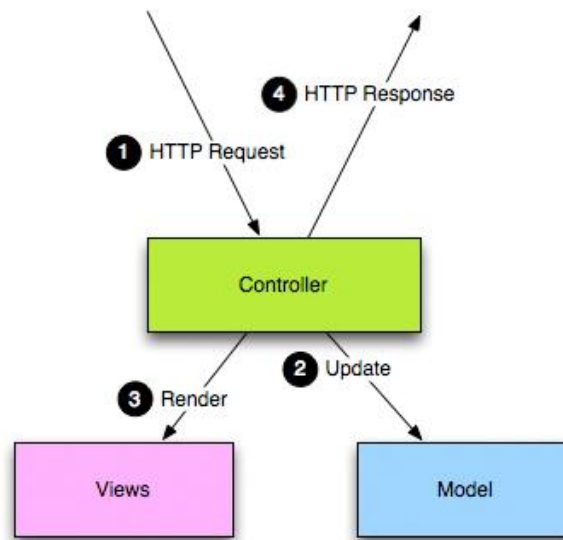 4 HTTP Response
1 HTTP Request
Controller
2 Update
3 Render
Views
Model